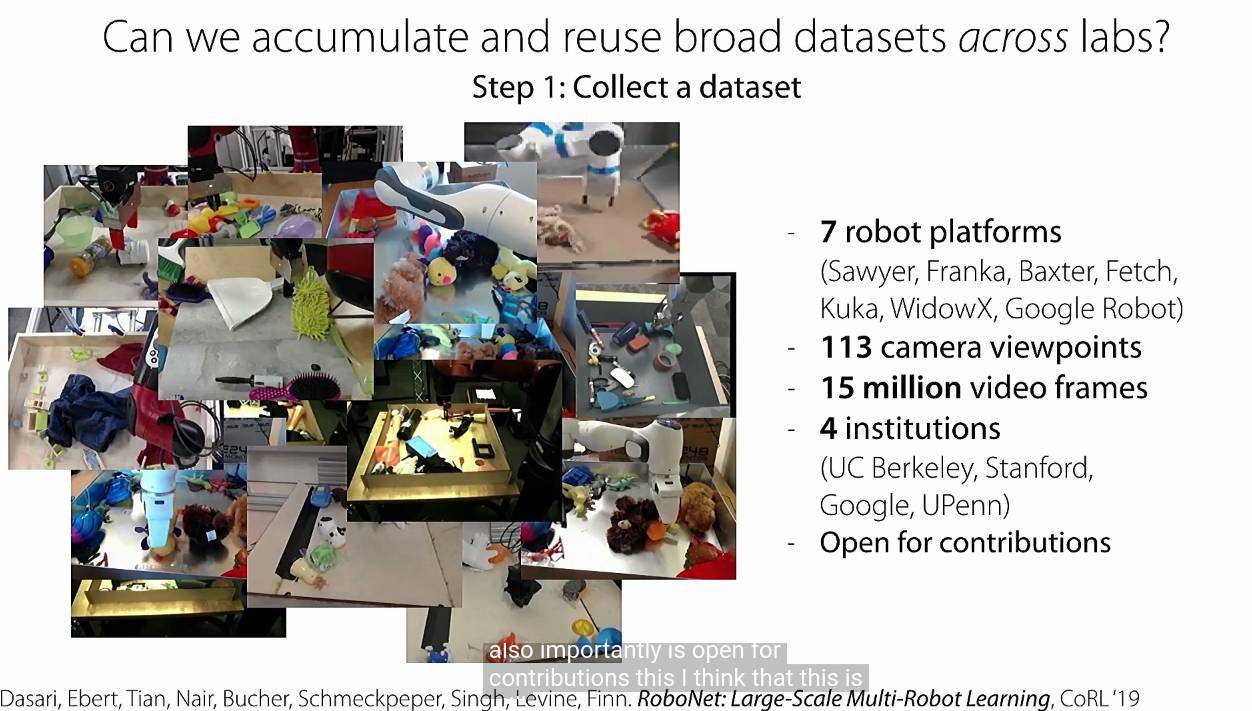 Can we accumulate and reuse broad datasets across labs?
Step 1: Collect a dataset
- 7 robot platforms
(Sawyer, Franka, Baxter, Fetch,
Kuka, WidowX, Google Robot)
- 113 camera viewpoints
- 15 million video frames
- 4 institutions
(UC Berkeley, Stanford,
Google, UPenn)
- Open for contributions
also importantly is open for
contributions this I think that this is
Dasari, Ebert, Tian, Nair, Bucher, Schmeckpeper, Singh, Levine, Finn. RoboNet: Large-Scale Multi-Robot Learning, CoRL '19